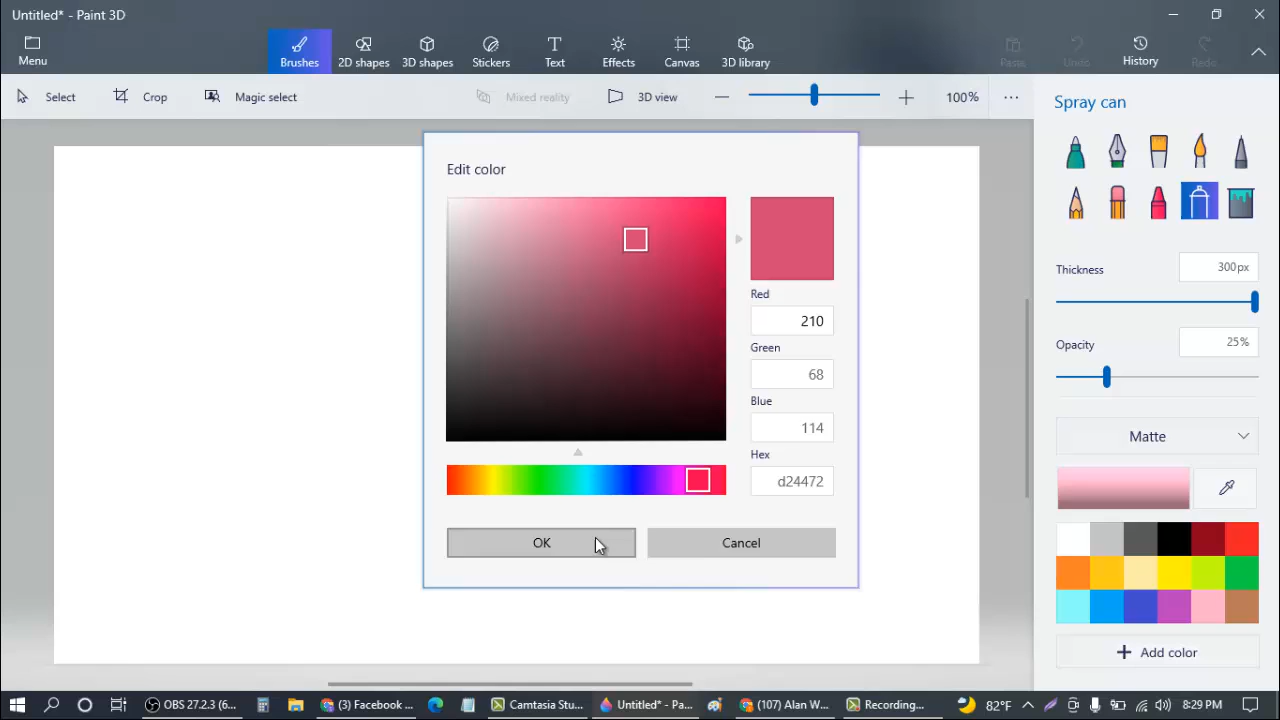 Untitled* - Paint 3D
Menu
Brushes
2D shapes
3D shapes
Stickers
Text
Effects
Canvas
3D library
Paste
Undo
History
Redo
Select
Crop
Magic select
Mixed reality
3D view
100%
Spray can
Edit color
Red
210
Green
68
Blue
114
Hex
d24472
OK
Cancel
Thickness
300px
Opacity
25%
Matte
Add color
OBS 27.2.3 (6...
(3) Facebook ...
Camtasia Stu...
Untitled* - Pa...
(107) Alan W...
Recording...
82°F
8:29 PM